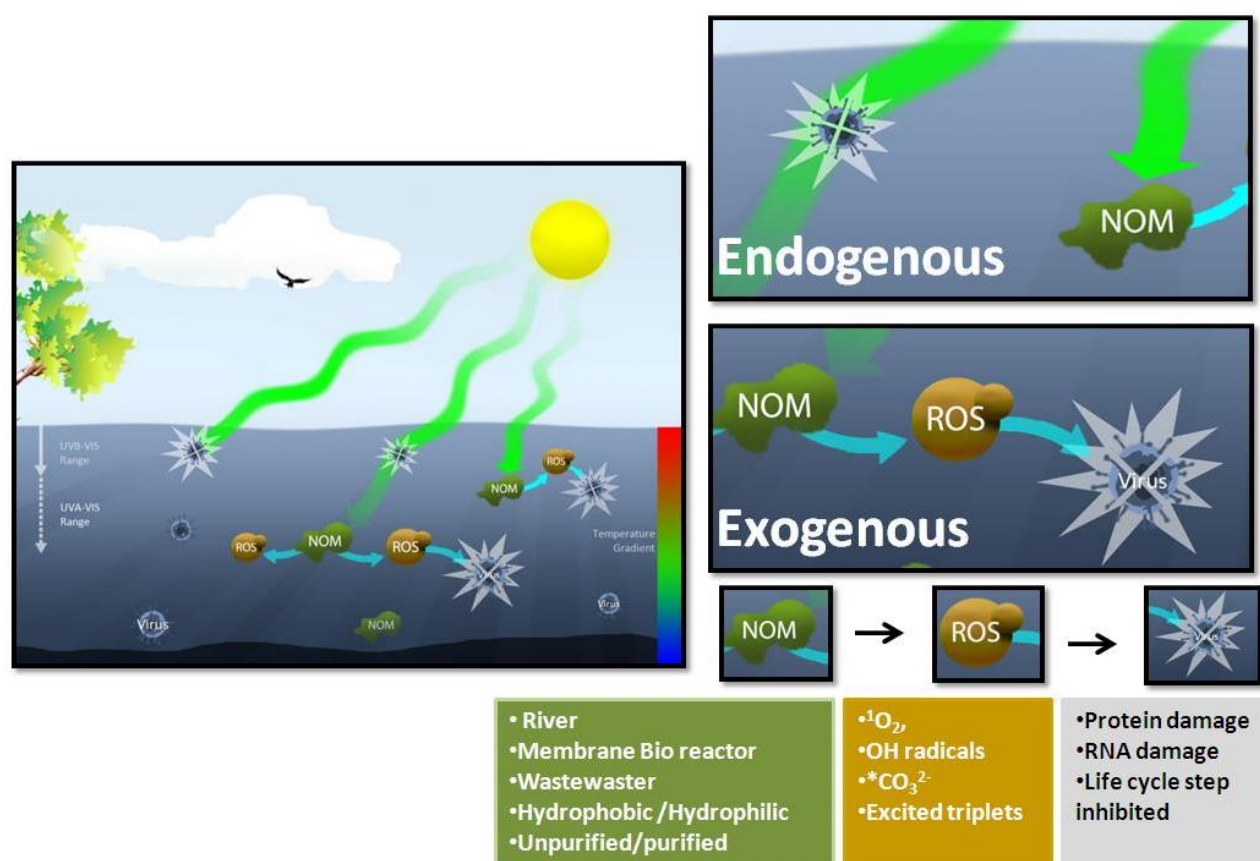 UVB-VIS
Range
UVA-VIS
Range
ROS
NOM
ROS
NOM
ROS
Virus
Temperature
Gradient
Virus
NOM
Virus
NOM
Endogenous
NOM
ROS
Virus
Exogenous
NOM
→
ROS
→
Virus
• River
• Membrane Bio reactor
• Wastewaster
• Hydrophobic /Hydrophilic
• Unpurified/purified
•¹O₂,
•OH radicals
•*CO₃²⁻
•Excited triplets
•Protein damage
•RNA damage
•Life cycle step
inhibited